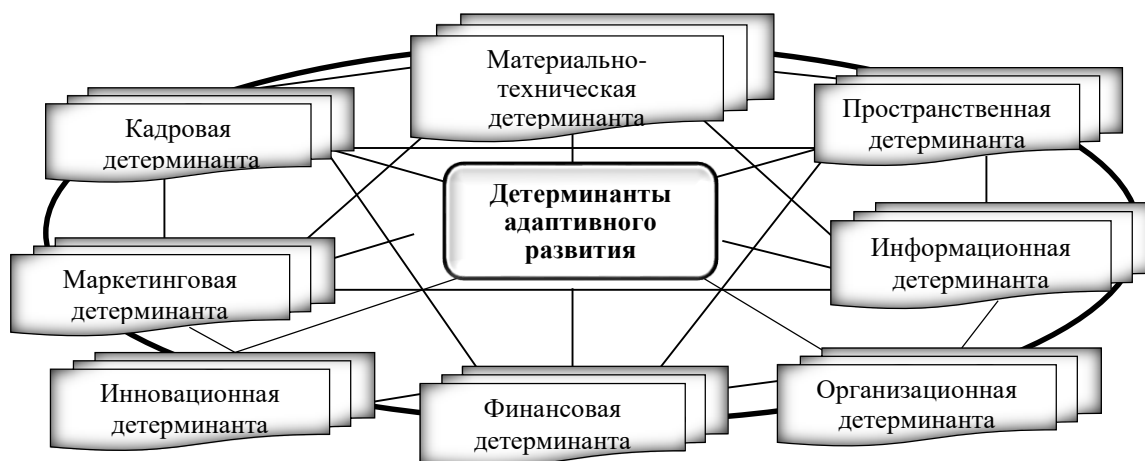 Материально-
техническая
детерминанта
Кадровая
детерминанта
Пространственная
детерминанта
Детерминанты
адаптивного
развития
Маркетинговая
детерминанта
Информационная
детерминанта
Инновационная
детерминанта
Финансовая
детерминанта
Организационная
детерминанта